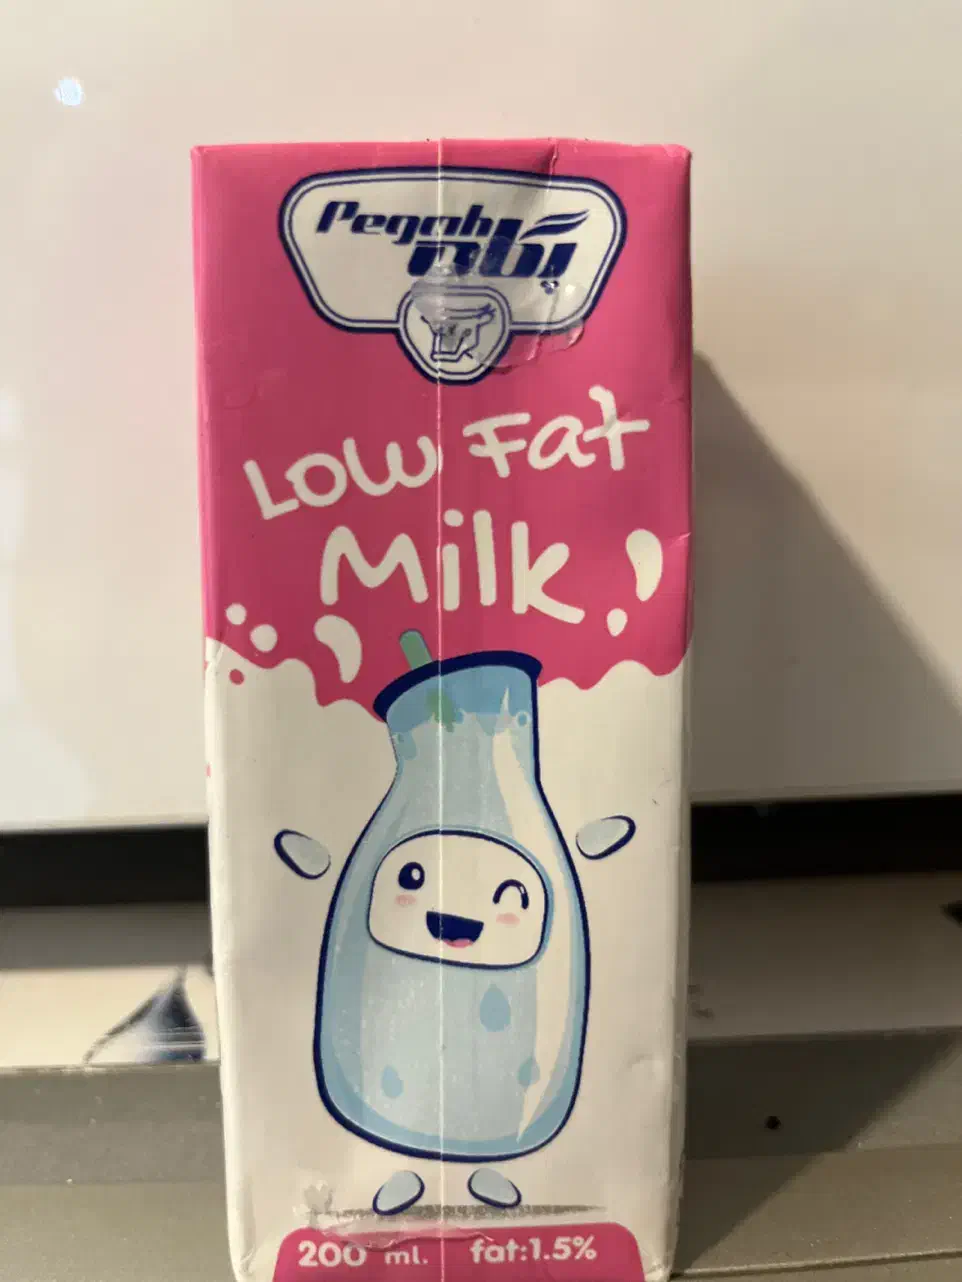 Pegah
پگاه
Low Fat
Milk
200 ml. fat:1.5%